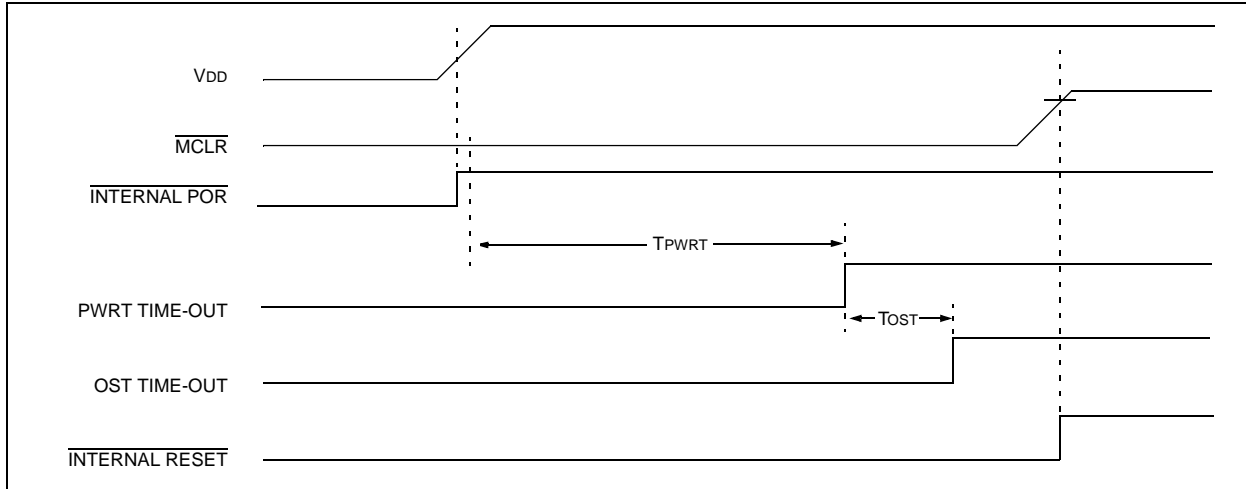 VDD
MCLR
INTERNAL POR
TPWRT
PWRT TIME-OUT
TOST
OST TIME-OUT
INTERNAL RESET